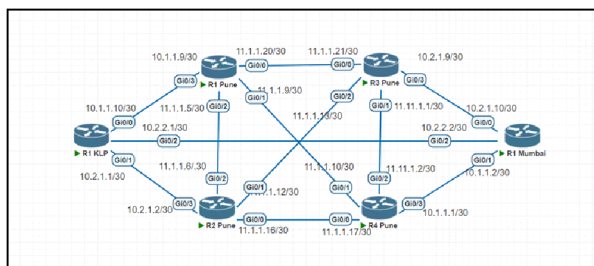 11.1.1.20/30
11.1.1.21/30
10.1.1.9/30
10.2.1.9/30
Gi0/0
Gi0/0
Gi0/3
R1 Pune
R3 Pune
Gi0/3
11.1.1.9/30
Gi0/1
Gi0/2
10.1.1.10/30
11.1.1.5/30
Gi0/2
Gi0/1
11.11.1.1/30
10.2.1.10/30
Gi0/0
10.2.2.1/30
10.2.2.2/30
Gi0/0
R1 KLP
Gi0/2
Gi0/2
R1 Mumbai
Gi0/1
Gi0/1
11.1.1.6/30
11.1.1.10/30
11.11.1.2/30
10.1.1.2/30
10.2.1.1/30
Gi0/2
Gi0/2
Gi0/1
11.1.1.12/30
Gi0/1
10.2.1.2/30
Gi0/3
Gi0/3
10.1.1.1/30
R2 Pune
Gi0/0
Gi0/0
R4 Pune
11.1.1.16/30
11.1.1.17/30